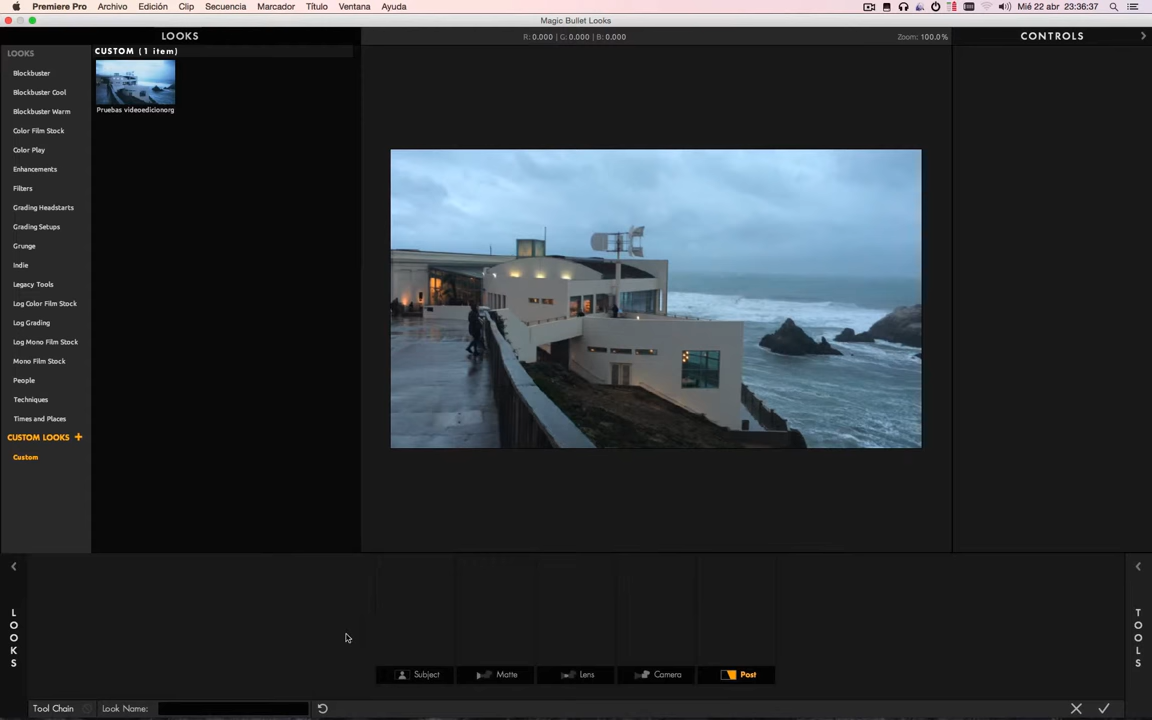 Premiere Pro Archivo Edición Clip Secuencia Marcador Título Ventana Ayuda Mié 22 abr 23:36:37
Magic Bullet Looks
LOOKS
R: 0.000 | G: 0.000 | B: 0.000
Zoom: 100.0%
CONTROLS
LOOKS
Blockbuster
Blockbuster Cool
Blockbuster Warm
Color Film Stock
Color Play
Enhancements
Filters
Grading Headstarts
Grading Setups
Grunge
Indie
Legacy Tools
Log Color Film Stock
Log Grading
Log Mono Film Stock
Mono Film Stock
People
Techniques
Times and Places
CUSTOM LOOKS +
Custom
CUSTOM (1 item)
Pruebas videoedicionorg
LOOKS
Subject Matte Lens Camera Post
TOOLS
Tool Chain Look Name: